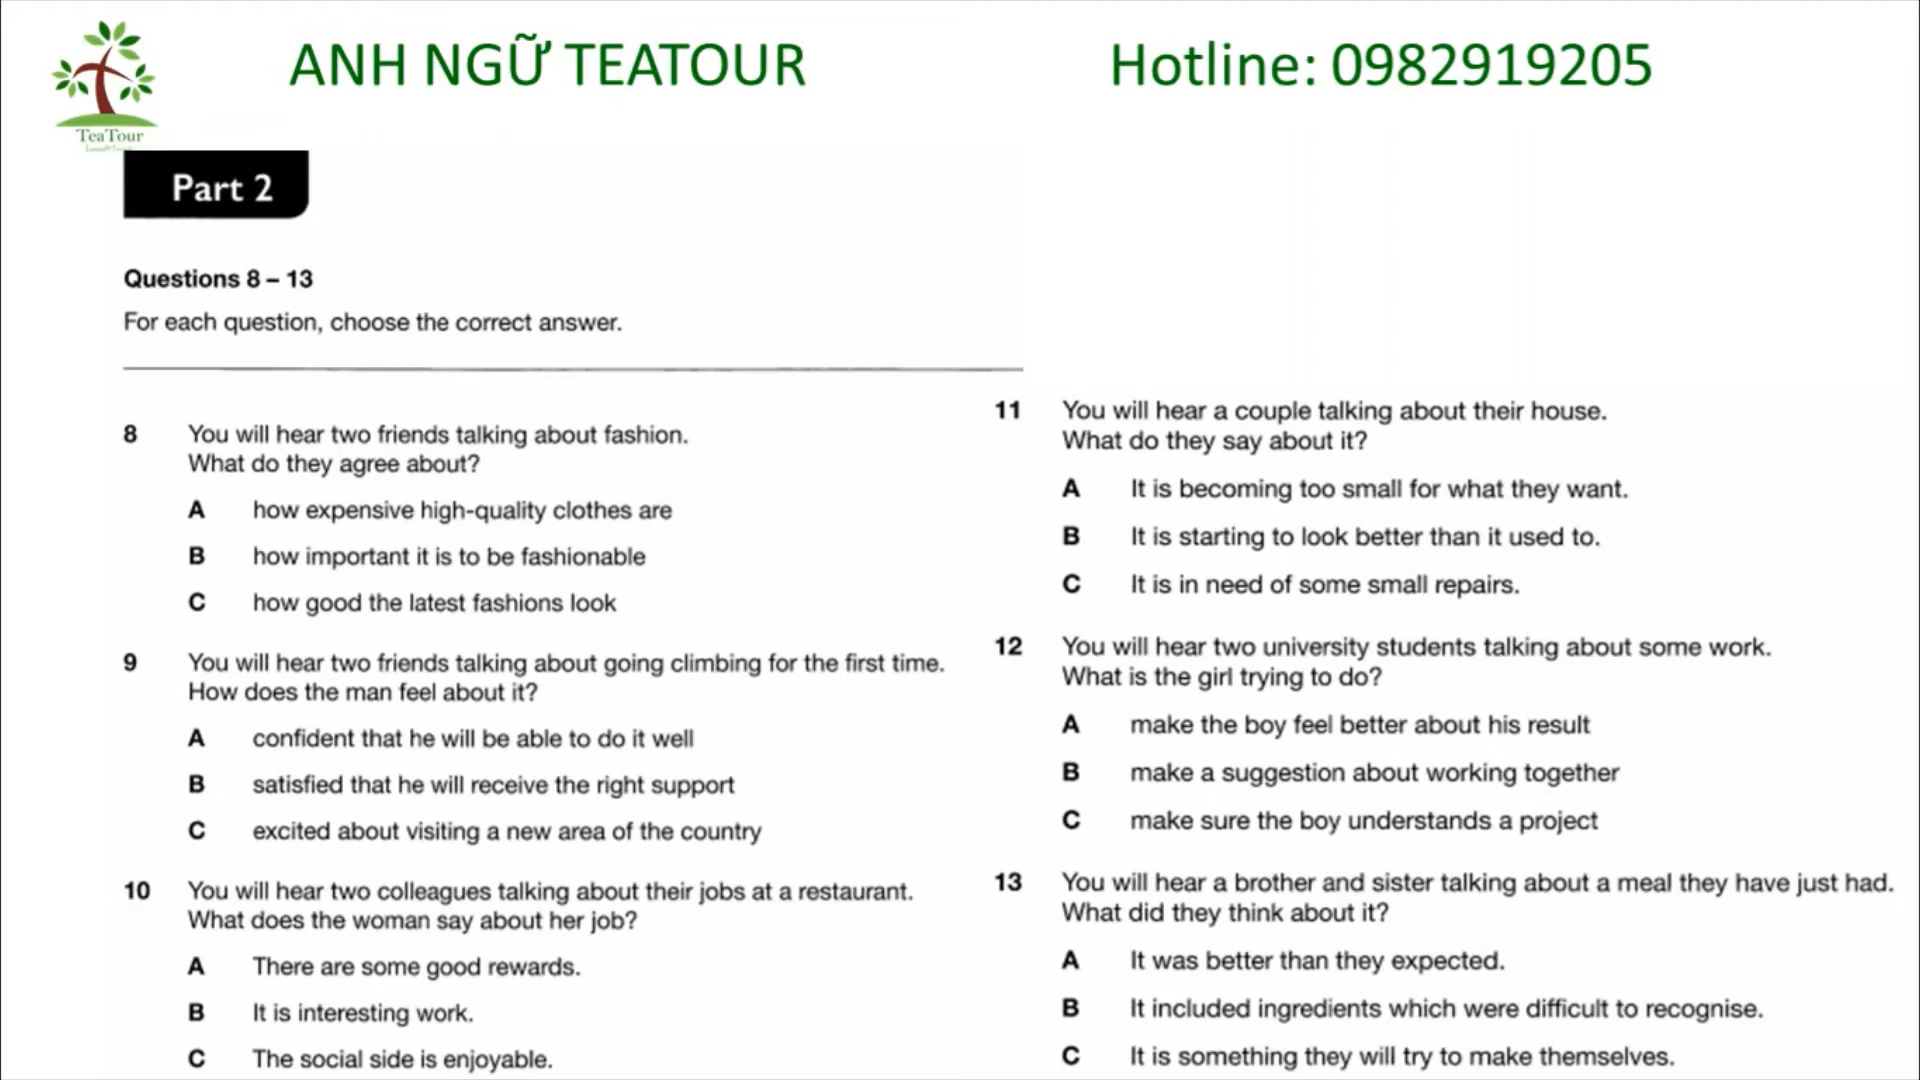 ANH NGỮ TEATOUR
Hotline: 0982919205
TeaTour
Part 2
Questions 8 – 13
For each question, choose the correct answer.
8 You will hear two friends talking about fashion.
What do they agree about?
A how expensive high-quality clothes are
B how important it is to be fashionable
C how good the latest fashions look
9 You will hear two friends talking about going climbing for the first time.
How does the man feel about it?
A confident that he will be able to do it well
B satisfied that he will receive the right support
C excited about visiting a new area of the country
10 You will hear two colleagues talking about their jobs at a restaurant.
What does the woman say about her job?
A There are some good rewards.
B It is interesting work.
C The social side is enjoyable.
11 You will hear a couple talking about their house.
What do they say about it?
A It is becoming too small for what they want.
B It is starting to look better than it used to.
C It is in need of some small repairs.
12 You will hear two university students talking about some work.
What is the girl trying to do?
A make the boy feel better about his result
B make a suggestion about working together
C make sure the boy understands a project
13 You will hear a brother and sister talking about a meal they have just had.
What did they think about it?
A It was better than they expected.
B It included ingredients which were difficult to recognise.
C It is something they will try to make themselves.